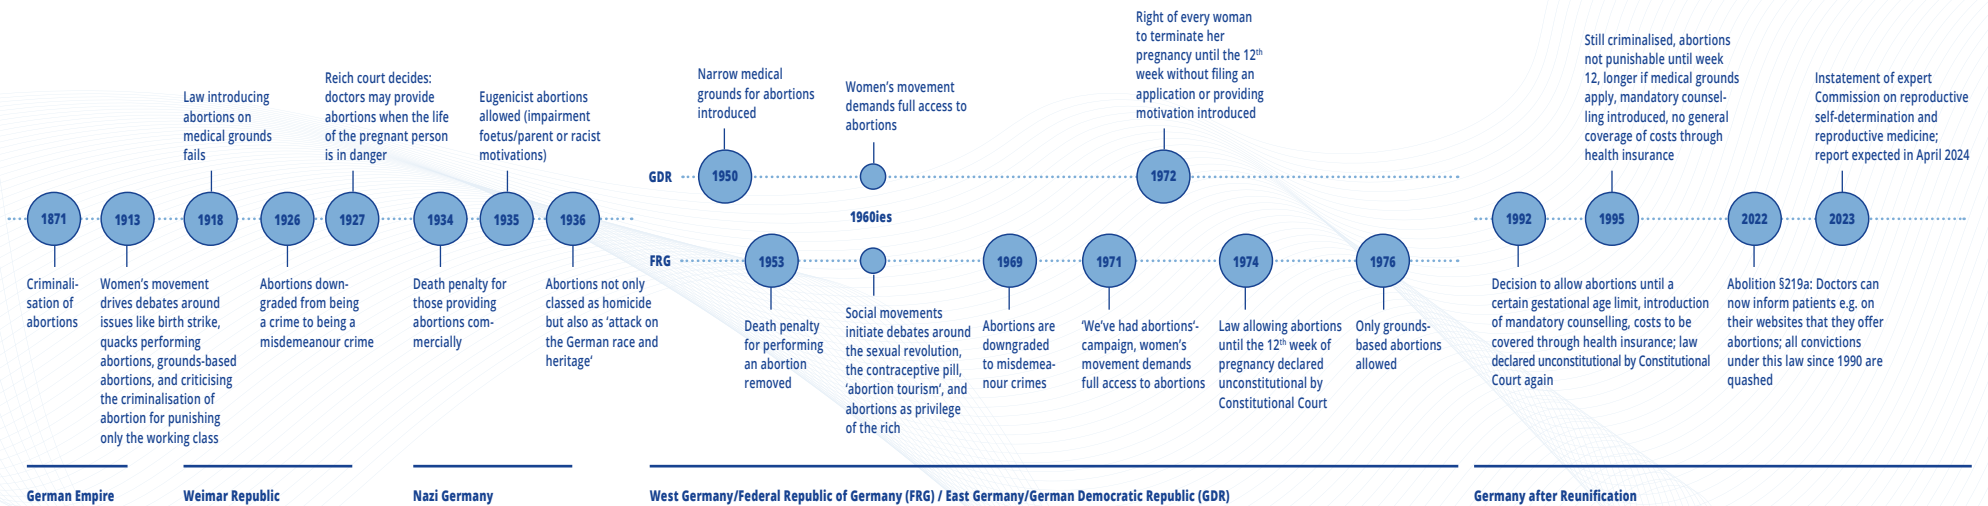 1871
Criminali-
sation of
abortions
1913
Women's movement
drives debates around
issues like birth strike,
quacks performing
abortions, grounds-based
abortions, and criticising
the criminalisation of
abortion for punishing
only the working class
German Empire
Law introducing
abortions on
medical grounds
fails
1918
1926
Abortions down-
graded from being
a crime to being a
misdemeanour crime
Reich court decides:
doctors may provide
abortions when the life
of the pregnant person
is in danger
1927
Weimar Republic
1934
Death penalty for
those providing
abortions com-
mercially
Eugenicist abortions
allowed (impairment
foetus/parent or racist
motivations)
1935
1936
Abortions not only
classed as homicide
but also as ‘attack on
the German race and
heritage‘
Nazi Germany
GDR
Narrow medical
grounds for abortions
introduced
1950
Women's movement
demands full access to
abortions
1960ies
Right of every woman
to terminate her
pregnancy until the 12th
week without filing an
application or providing
motivation introduced
1972
FRG
1953
Death penalty
for performing
an abortion
removed
Social movements
initiate debates around
the sexual revolution,
the contraceptive pill,
‘abortion tourism‘, and
abortions as privilege
of the rich
1969
Abortions are
downgraded
to misdemea-
nour crimes
1971
‘We've had abortions‘-
campaign, women's
movement demands
full access to abortions
1974
Law allowing abortions
until the 12th week of
pregnancy declared
unconstitutional by
Constitutional Court
1976
Only grounds-
based abortions
allowed
West Germany/Federal Republic of Germany (FRG) / East Germany/German Democratic Republic (GDR)
1992
Decision to allow abortions until a
certain gestational age limit, introduction
of mandatory counselling, costs to be
covered through health insurance; law
declared unconstitutional by Constitutional
Court again
Still criminalised, abortions
not punishable until week
12, longer if medical grounds
apply, mandatory counsel-
ling introduced, no general
coverage of costs through
health insurance
1995
2022
Abolition §219a: Doctors can
now inform patients e.g. on
their websites that they offer
abortions; all convictions
under this law since 1990 are
quashed
Instatement of expert
Commission on reproductive
self-determination and
reproductive medicine;
report expected in April 2024
2023
Germany after Reunification